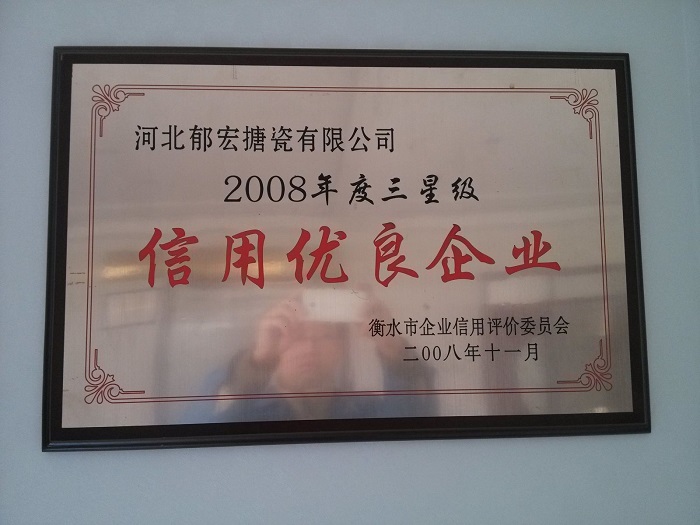 河北郁宏搪瓷有限公司
2008年度三星级
信用优良企业
衡水市企业信用评价委员会
二00八年十一月